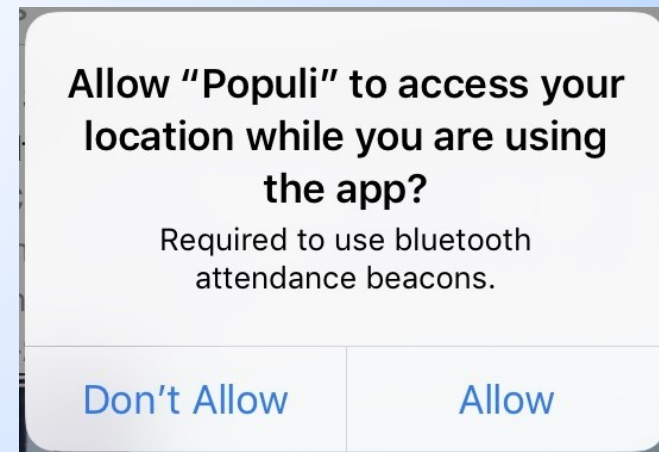 Allow “Populi” to access your
location while you are using
the app?
Required to use bluetooth
attendance beacons.
Don’t Allow
Allow